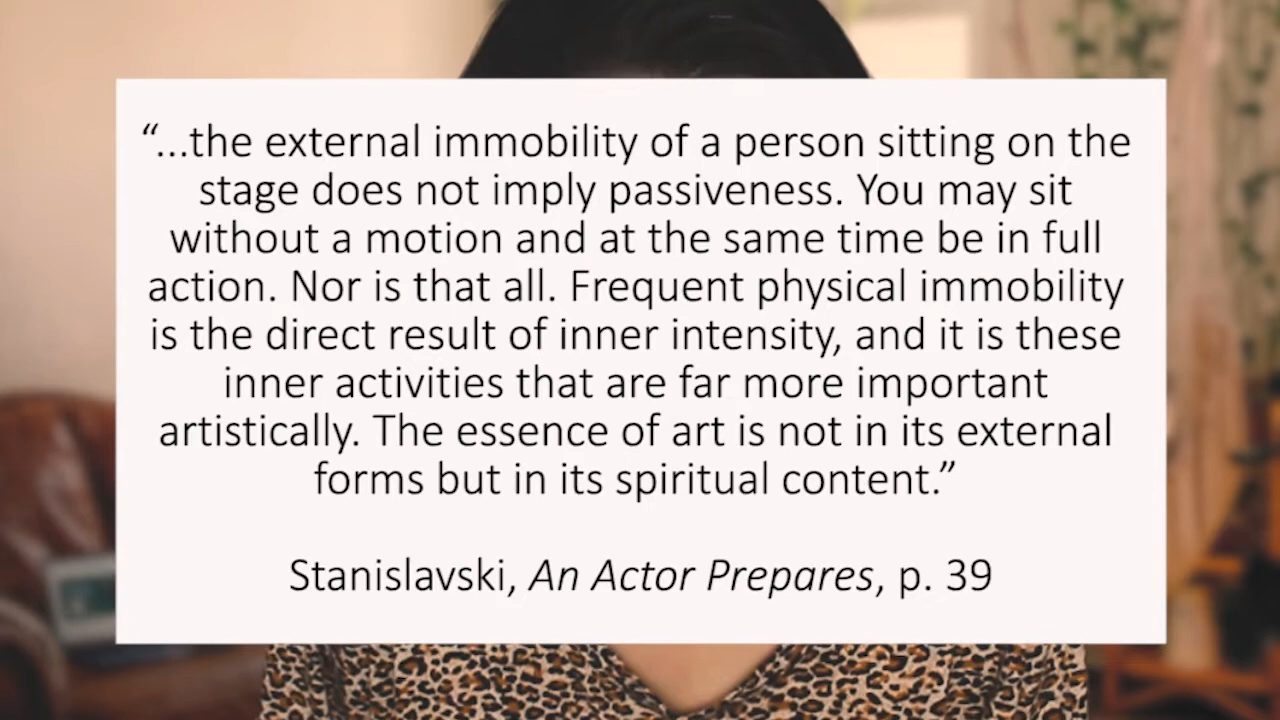 “...the external immobility of a person sitting on the
stage does not imply passiveness. You may sit
without a motion and at the same time be in full
action. Nor is that all. Frequent physical immobility
is the direct result of inner intensity, and it is these
inner activities that are far more important
artistically. The essence of art is not in its external
forms but in its spiritual content.”
Stanislavski, An Actor Prepares, p. 39